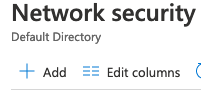 Network security
Default Directory
Add Edit columns